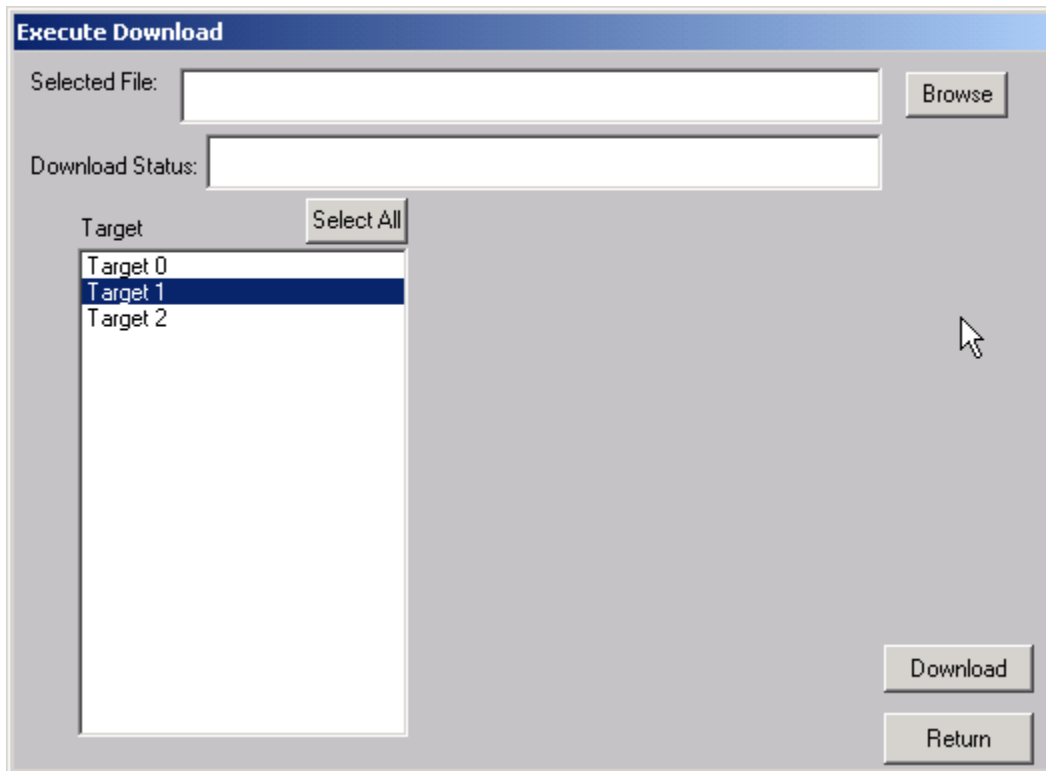 Execute Download
Selected File:
Browse
Download Status:
Target
Select All
Target 0
Target 1
Target 2
Download
Return